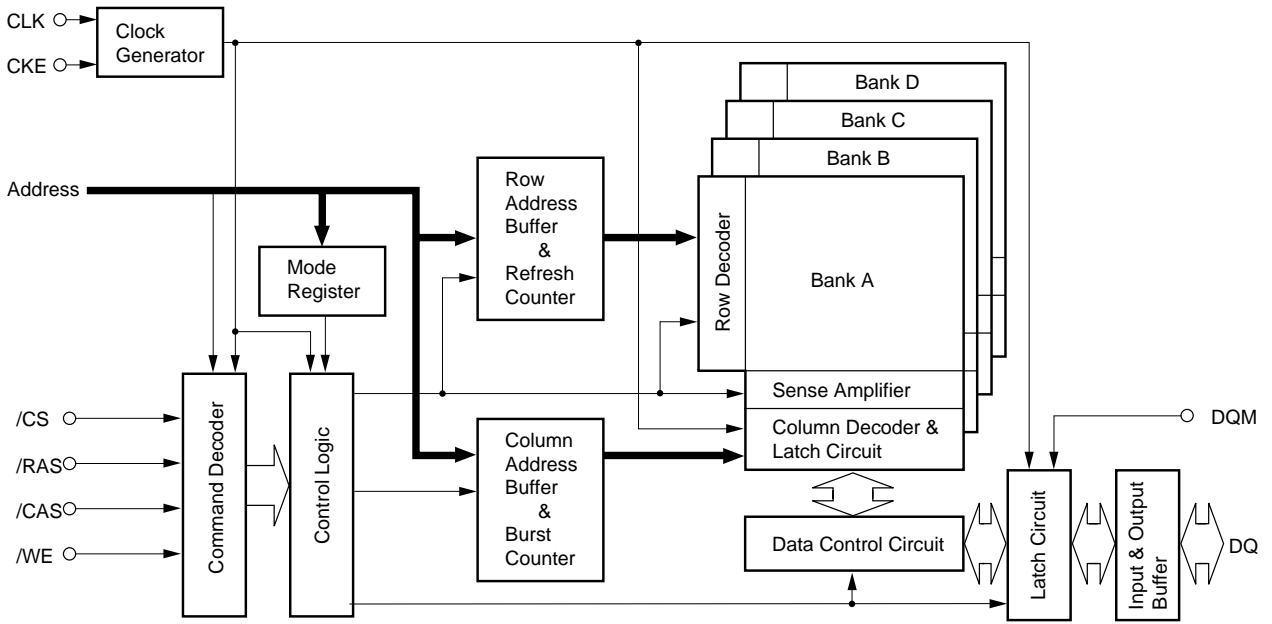 CLK
CKE
Clock
Generator
Bank D
Bank C
Bank B
Bank A
Address
Row
Address
Buffer
&
Refresh
Counter
Row Decoder
Mode
Register
Sense Amplifier
Column Decoder &
Latch Circuit
/CS
/RAS
/CAS
/WE
Command Decoder
Control Logic
Column
Address
Buffer
&
Burst
Counter
Data Control Circuit
DQM
Latch Circuit
Input & Output
Buffer
DQ